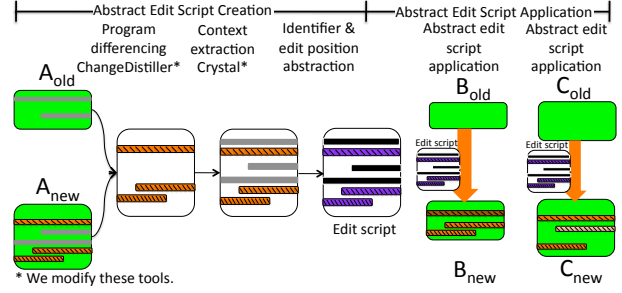 Abstract Edit Script Creation
Abstract Edit Script Application
Program
differencing
ChangeDistiller*
Context
extraction
Crystal*
Identifier &
edit position
abstraction
Abstract edit
script
application
Abstract edit
script
application
A old
B old
C old
Edit script
Edit script
A new
Edit script
B new
C new
* We modify these tools.